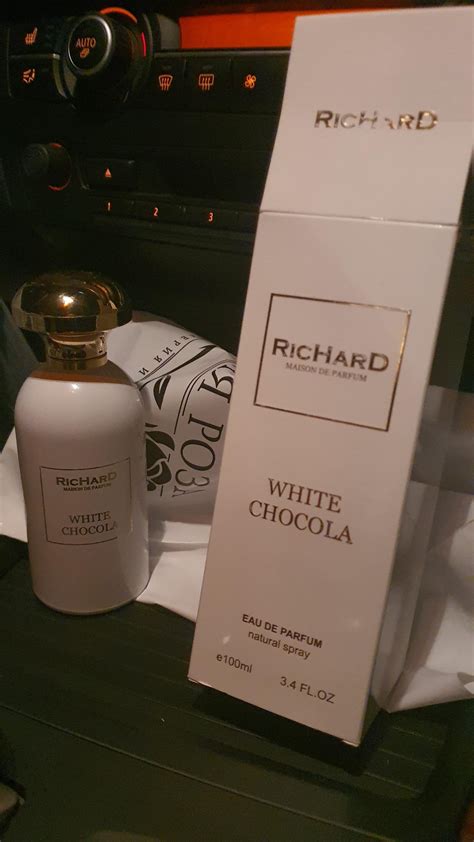 AUTO
1 2 3
RICHARD
RICHARD
MAISON DE PARFUM
WHITE
CHOCOLA
EAU DE PARFUM
natural spray
e100ml 3.4 FL.OZ
RICHARD
MAISON DE PARFUM
WHITE
CHOCOLA
РОЗА